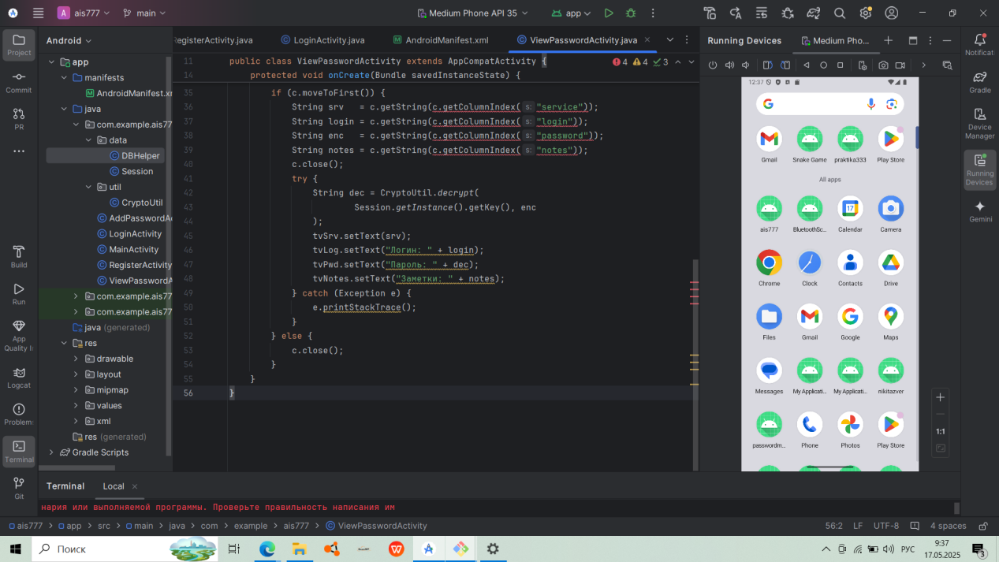 ais777
main
Medium Phone API 35
app
Project
Commit
PR
Build
Run
App
Quality I
Logcat
Problem
Terminal
Git
Android
app
manifests
AndroidManifest.xm
java
com.example.ais77
data
DBHelper
Session
util
CryptoUtil
AddPasswordA
LoginActivity
MainActivity
RegisterActivity
ViewPasswordA
com.example.ais77
com.example.ais77
java (generated)
res
drawable
layout
mipmap
values
xml
res (generated)
Gradle Scripts
RegisterActivity.java
LoginActivity.java
AndroidManifest.xml
ViewPasswordActivity.java
4 4 3
11 public class ViewPasswordActivity extends AppCompatActivity {
14 protected void onCreate(Bundle savedInstanceState) {
35 if (c.moveToFirst()) {
36 String srv = c.getString(c.getColumnIndex( s: "service"));
37 String login = c.getString(c.getColumnIndex( s: "login"));
38 String enc = c.getString(c.getColumnIndex( s: "password"));
39 String notes = c.getString(c.getColumnIndex( s: "notes"));
40 c.close();
41 try {
42 String dec = CryptoUtil.decrypt(
43 Session.getInstance().getKey(), enc
44 );
45 tvSrv.setText(srv);
46 tvLog.setText("Логин: " + login);
47 tvPwd.setText("Пароль: " + dec);
48 tvNotes.setText("Заметки: " + notes);
49 } catch (Exception e) {
50 e.printStackTrace();
51 }
52 } else {
53 c.close();
54 }
55 }
56 }
Running Devices
Medium Pho...
12:37
Gmail
Snake Game
praktika333
Play Store
All apps
ais777
BluetoothSc...
17
Calendar
Camera
Chrome
Clock
Contacts
Drive
Files
Gmail
Google
Maps
Messages
My Applicati...
My Applicati...
nikitazver
passwordm...
Phone
Photos
Play Store
1:1
Notificat
Gradle
Device
Manager
Running
Devices
Gemini
Terminal
Local
нария или выполняемой программы. Проверьте правильность написания им
ais777 > app > src > main > java > com > example > ais777 > ViewPasswordActivity
56:2
LF
UTF-8
4 spaces
Поиск
РУС
9:37
17.05.2025
3